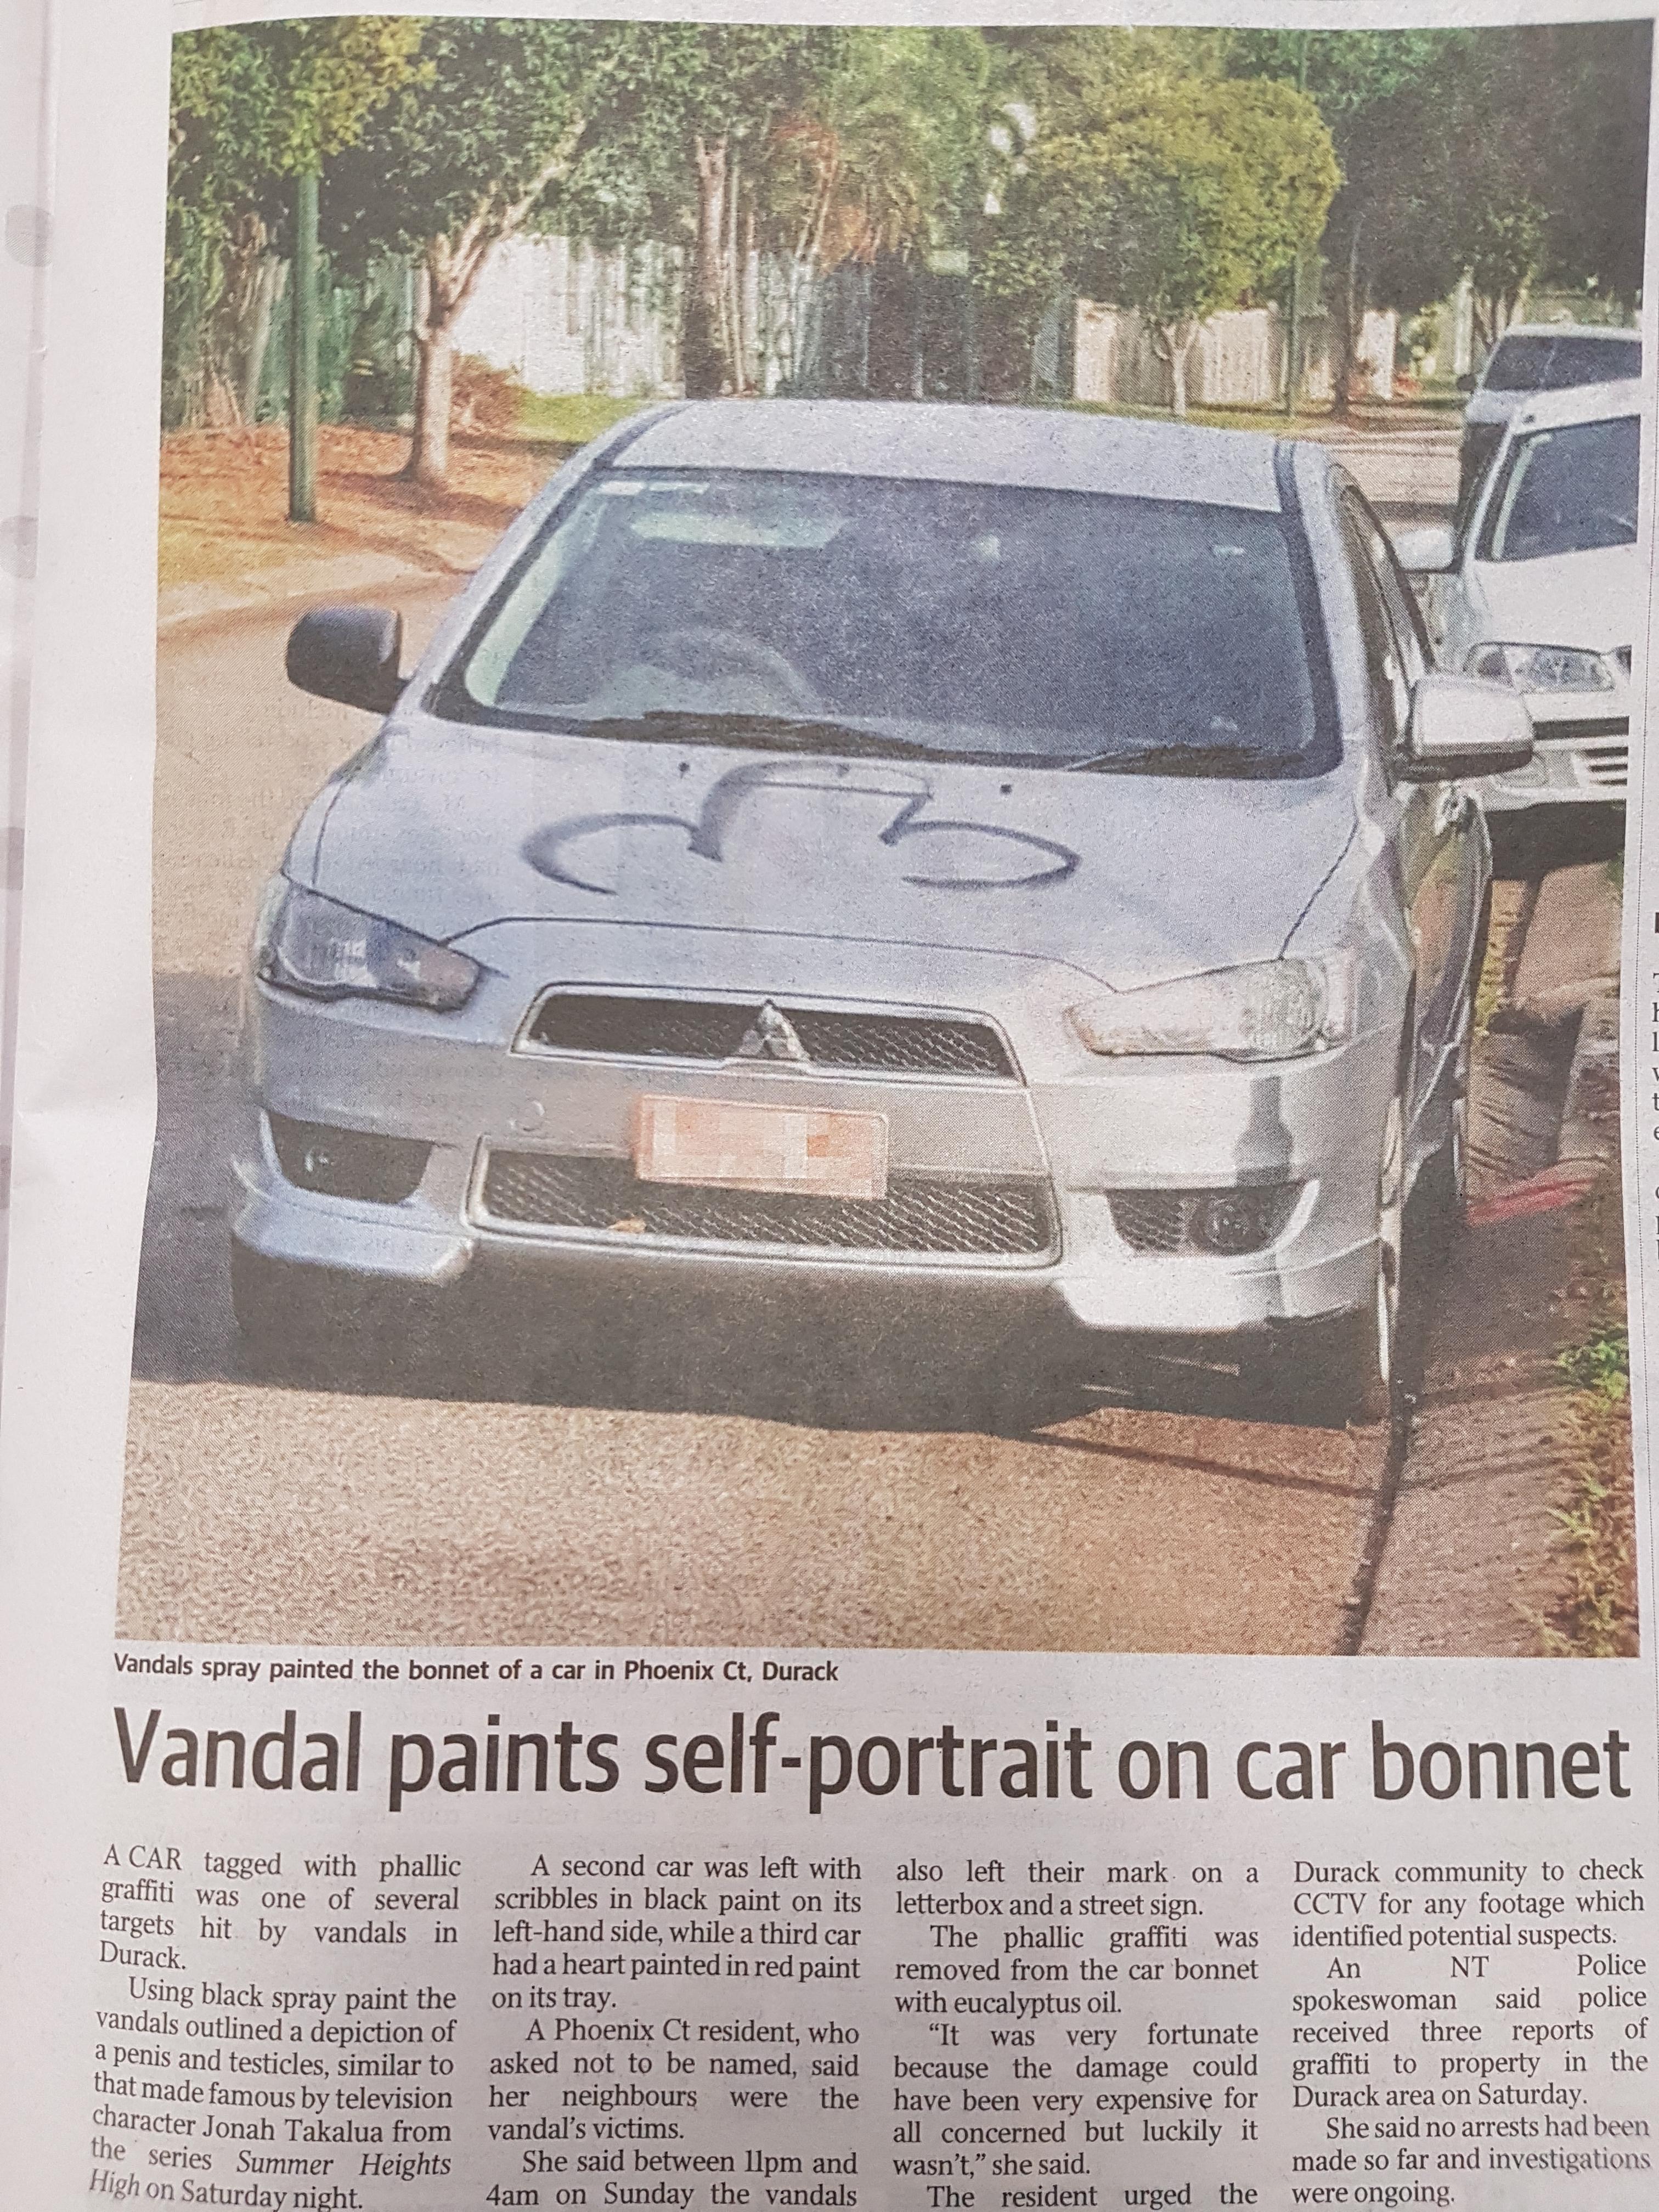 Vandals spray painted the bonnet of a car in Phoenix Ct, Durack
Vandal paints self-portrait on car bonnet
A CAR tagged with phallic
graffiti was one of several
targets hit by vandals in
Durack.
Using black spray paint the
vandals outlined a depiction of
a penis and testicles, similar to
that made famous by television
character Jonah Takalua from
the series Summer Heights
High on Saturday night.
A second car was left with
scribbles in black paint on its
left-hand side, while a third car
had a heart painted in red paint
on its tray.
A Phoenix Ct resident, who
asked not to be named, said
her neighbours were the
vandal's victims.
She said between 11pm and
4am on Sunday the vandals
also left their mark on a
letterbox and a street sign.
The phallic graffiti was
removed from the car bonnet
with eucalyptus oil.
“It was very fortunate
because the damage could
have been very expensive for
all concerned but luckily it
wasn't,” she said.
The resident urged the
Durack community to check
CCTV for any footage which
identified potential suspects.
An NT Police
spokeswoman said police
received three reports of
graffiti to property in the
Durack area on Saturday.
She said no arrests had been
made so far and investigations
were ongoing.